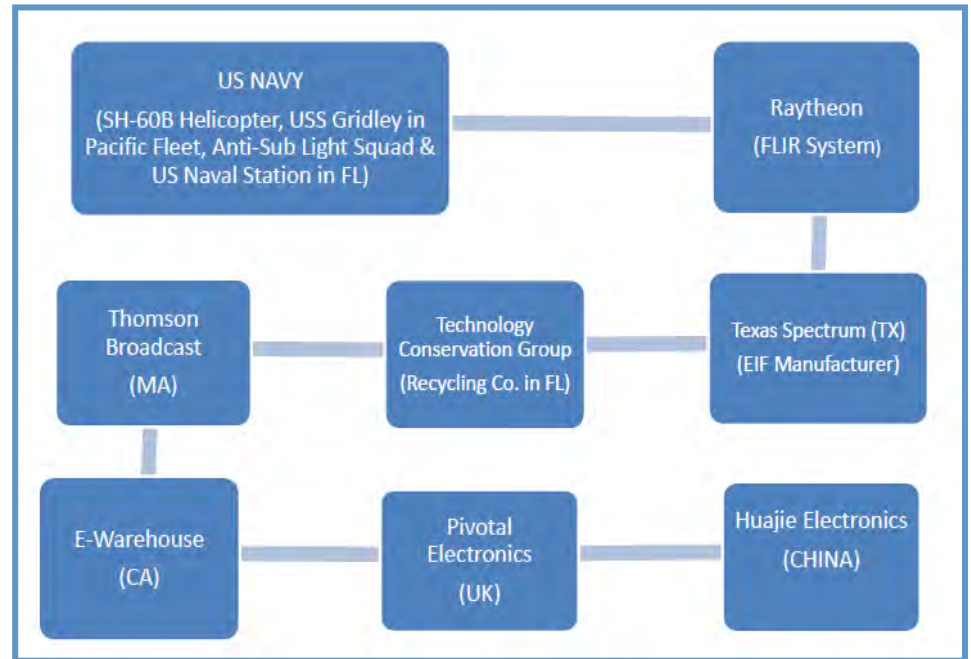 US NAVY
(SH-60B Helicopter, USS Gridley in
Pacific Fleet, Anti-Sub Light Squad &
US Naval Station in FL)
Raytheon
(FLIR System)
Thomson
Broadcast
(MA)
Technology
Conservation Group
(Recycling Co. in FL)
Texas Spectrum (TX)
(EIF Manufacturer)
E-Warehouse
(CA)
Pivotal
Electronics
(UK)
Huajie Electronics
(CHINA)